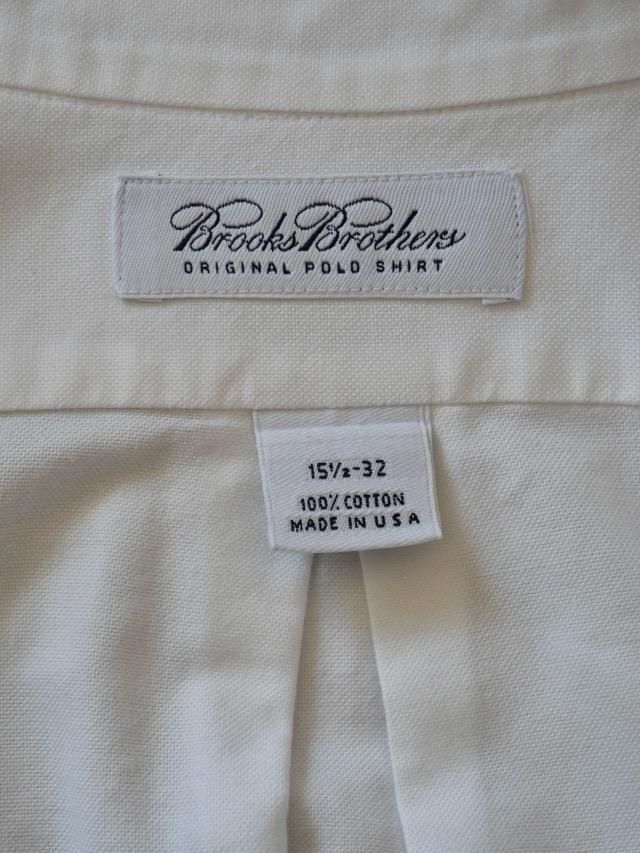 Brooks Brothers
ORIGINAL POLO SHIRT
15½-32
100% COTTON
MADE IN USA